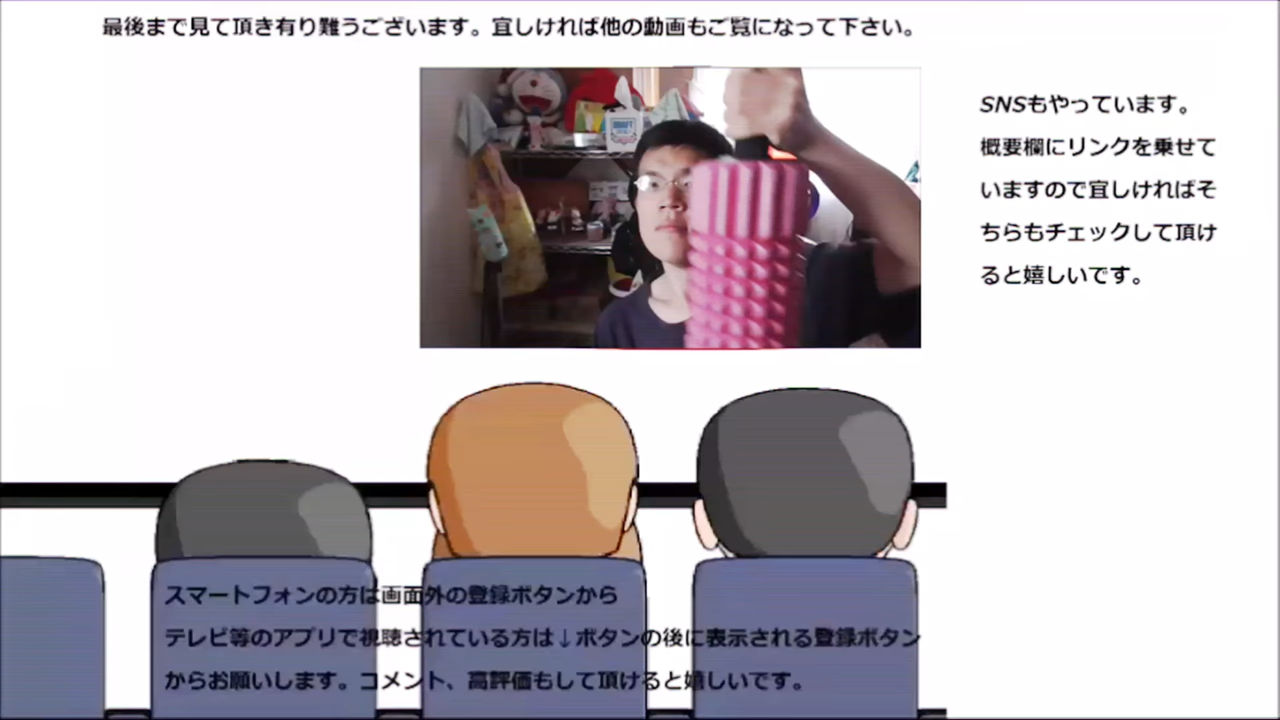 最後まで見て頂き有り難うございます。宜しければ他の動画もご覧になって下さい。
SNSもやっています。
概要欄にリンクを乗せて
いますので宜しければそ
ちらもチェックして頂け
ると嬉しいです。
スマートフォンの方は画面外の登録ボタンから
テレビ等のアプリで視聴されている方は↓ボタンの後に表示される登録ボタン
からお願いします。コメント、高評価もして頂けると嬉しいです。